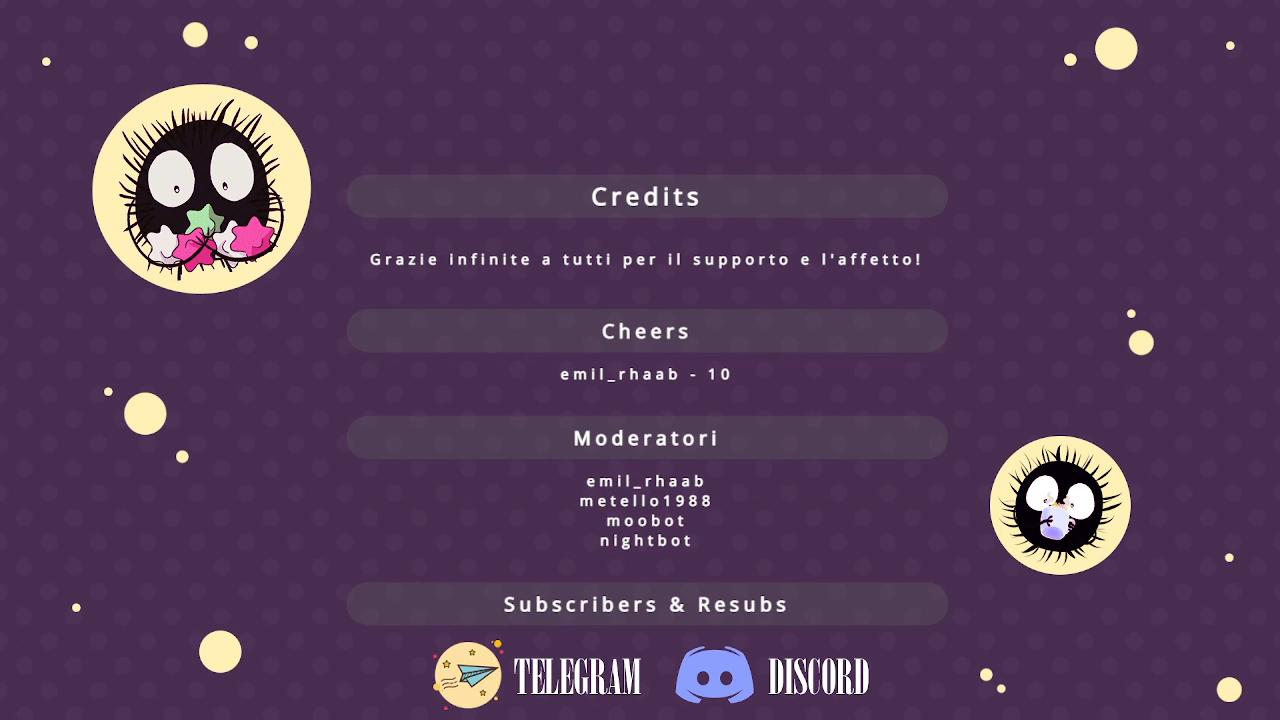 Credits
Grazie infinite a tutti per il supporto e l'affetto!
Cheers
emil_rhaab - 10
Moderatori
emil_rhaab
metello1988
moobot
nightbot
Subscribers & Resubs
TELEGRAM DISCORD